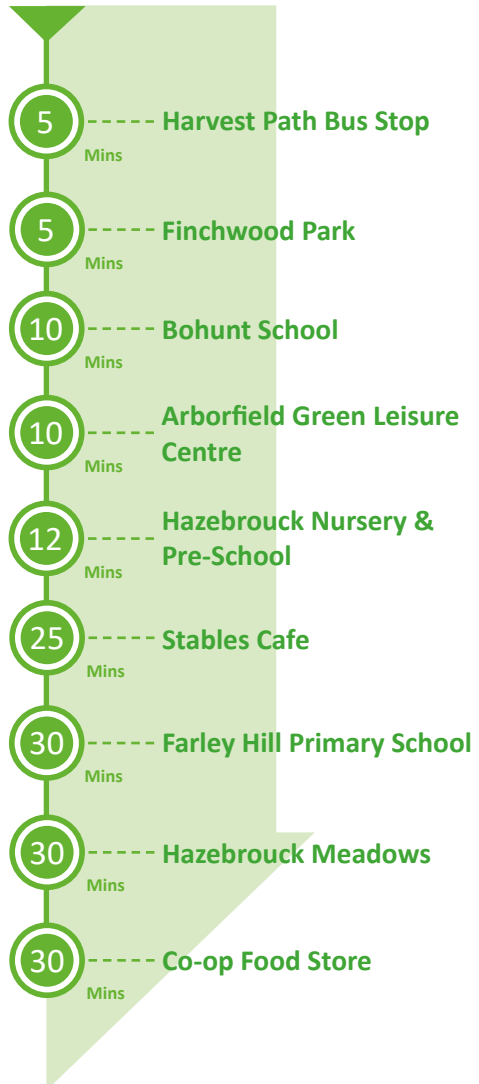 5
Mins
Harvest Path Bus Stop
5
Mins
Finchwood Park
10
Mins
Bohunt School
10
Mins
Arborfield Green Leisure
Centre
12
Mins
Hazebrouck Nursery &
Pre-School
25
Mins
Stables Cafe
30
Mins
Farley Hill Primary School
30
Mins
Hazebrouck Meadows
30
Mins
Co-op Food Store